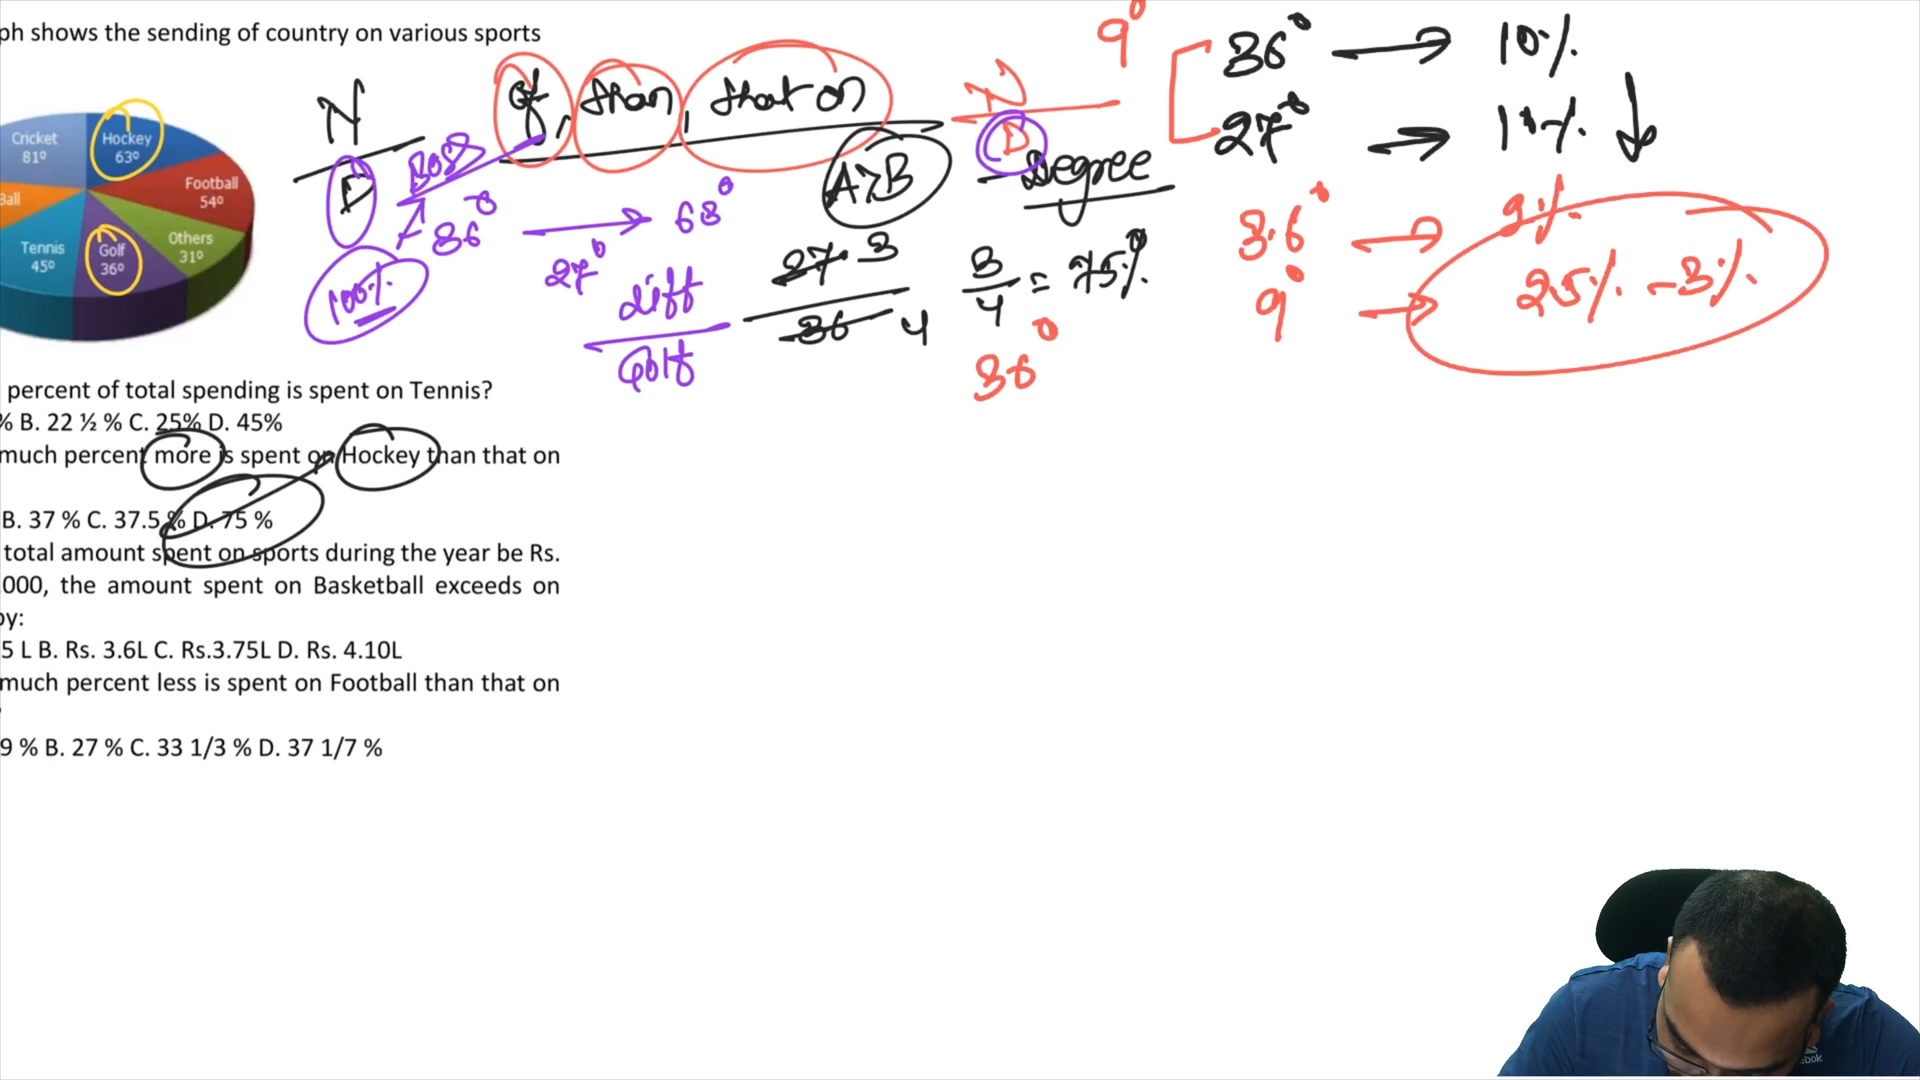 ph shows the sending of country on various sports
Cricket
81⁰
Hockey
63⁰
Football
54⁰
Ball
Others
31⁰
Tennis
45⁰
Golf
36⁰
N
D
Base
100%
of, than, that on
36° → 63°
27°
diff
Golf
A>B
27 3
36 4
3/4 = 75%
36°
N
D
Degree
9°
36° → 10%
27° →
3.6° →
9° →
9%
25% - 3%
percent of total spending is spent on Tennis?
% B. 22 ½ % C. 25% D. 45%
much percent more is spent on Hockey than that on
B. 37 % C. 37.5 % D. 75 %
total amount spent on sports during the year be Rs.
000, the amount spent on Basketball exceeds on
by:
5 L B. Rs. 3.6L C. Rs.3.75L D. Rs. 4.10L
much percent less is spent on Football than that on
9 % B. 27 % C. 33 1/3 % D. 37 1/7 %